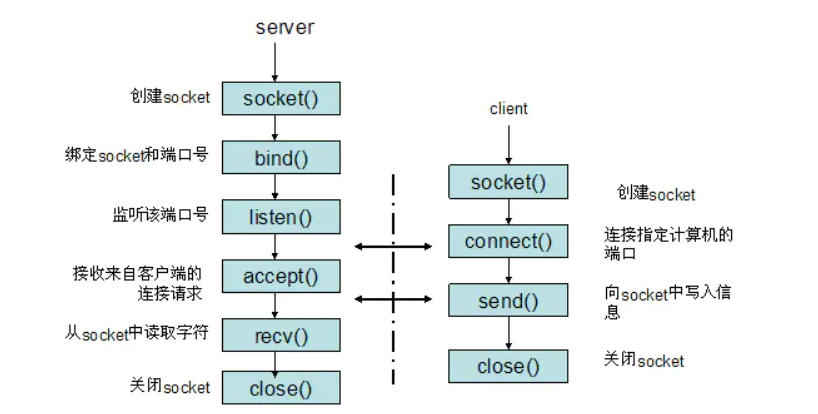 server
创建socket
socket()
绑定socket和端口号
bind()
监听该端口号
listen()
接收来自客户端的
连接请求
accept()
从socket中读取字符
recv()
关闭socket
close()
client
socket()
创建socket
connect()
连接指定计算机的
端口
send()
向socket中写入信
息
close()
关闭socket